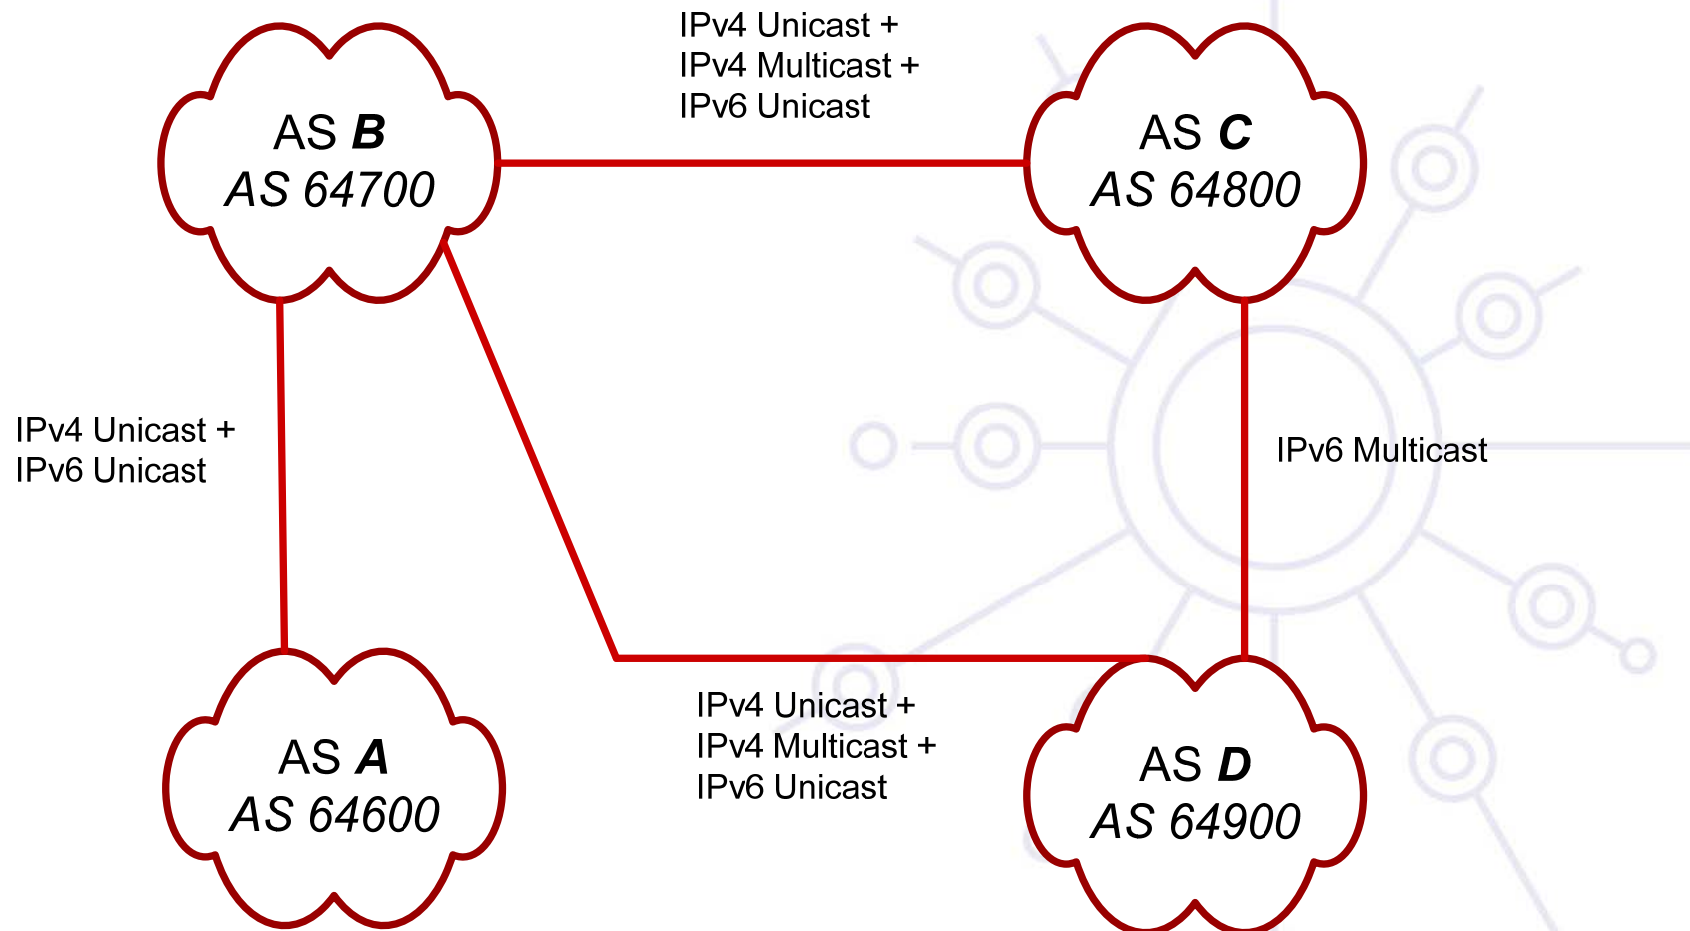 IPv4 Unicast +
IPv4 Multicast +
IPv6 Unicast
AS B
AS 64700
AS C
AS 64800
IPv4 Unicast +
IPv6 Unicast
IPv6 Multicast
IPv4 Unicast +
IPv4 Multicast +
IPv6 Unicast
AS A
AS 64600
AS D
AS 64900